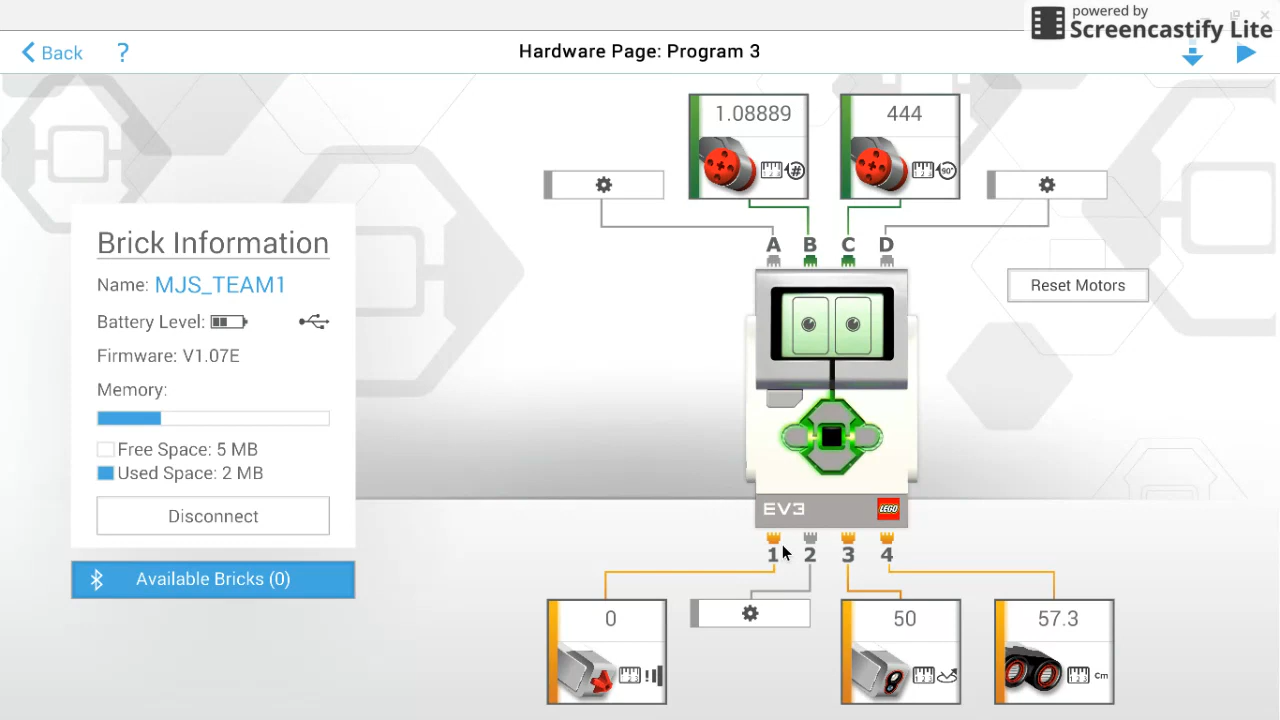 powered by
Screencastify Lite
Back ?
Hardware Page: Program 3
1.08889
444
#
90°
A B C D
Reset Motors
Brick Information
Name: MJS_TEAM1
Battery Level:
Firmware: V1.07E
Memory:
Free Space: 5 MB
Used Space: 2 MB
Disconnect
Available Bricks (0)
EV3
LEGO
1 2 3 4
0
50
57.3
Cm